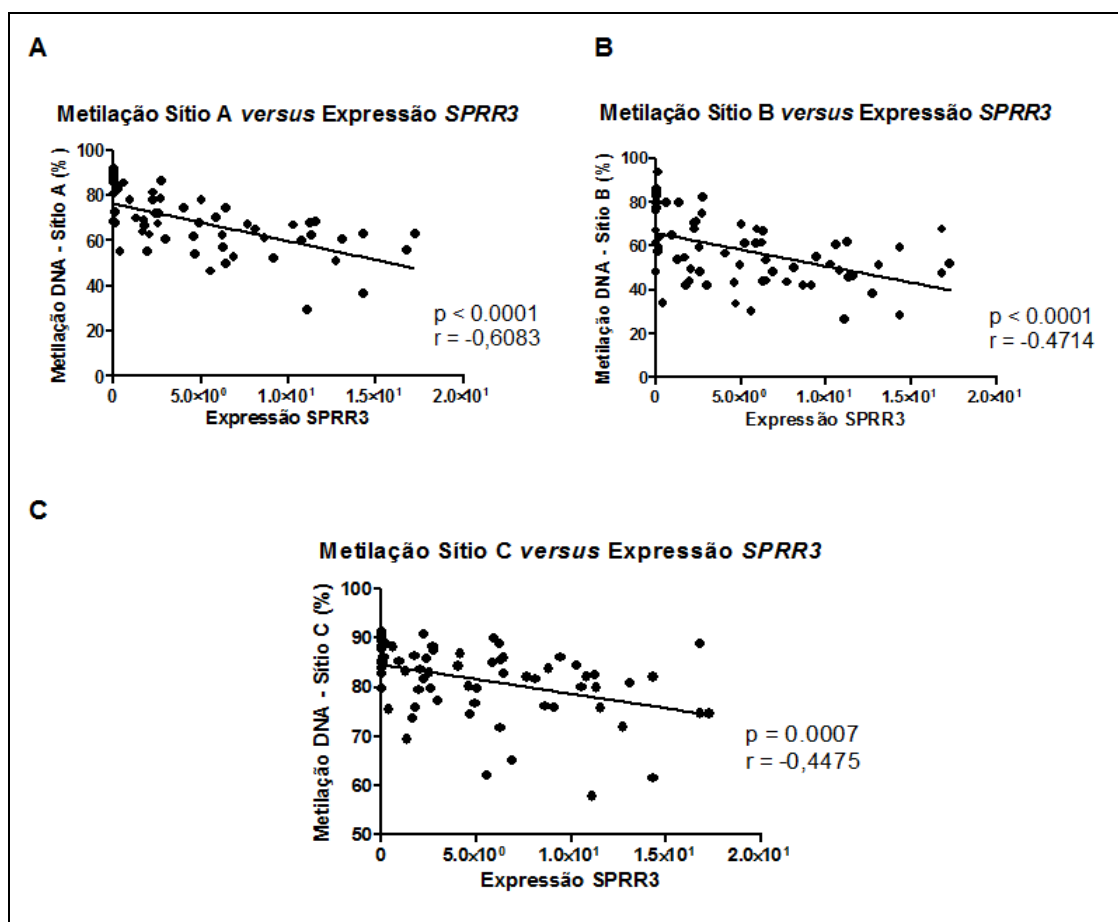 A
Metilação Sítio A versus Expressão SPRR3
Metilação DNA - Sítio A (%)
100
80
60
40
20
0
0 5.0×10⁰ 1.0×10¹ 1.5×10¹ 2.0×10¹
Expressão SPRR3
p < 0.0001
r = -0,6083
B
Metilação Sítio B versus Expressão SPRR3
Metilação DNA - Sítio B (%)
100
80
60
40
20
0
0 5.0×10⁰ 1.0×10¹ 1.5×10¹ 2.0×10¹
Expressão SPRR3
p < 0.0001
r = -0.4714
C
Metilação Sítio C versus Expressão SPRR3
Metilação DNA - Sítio C (%)
100
90
80
70
60
50
0 5.0×10⁰ 1.0×10¹ 1.5×10¹ 2.0×10¹
Expressão SPRR3
p = 0.0007
r = -0,4475